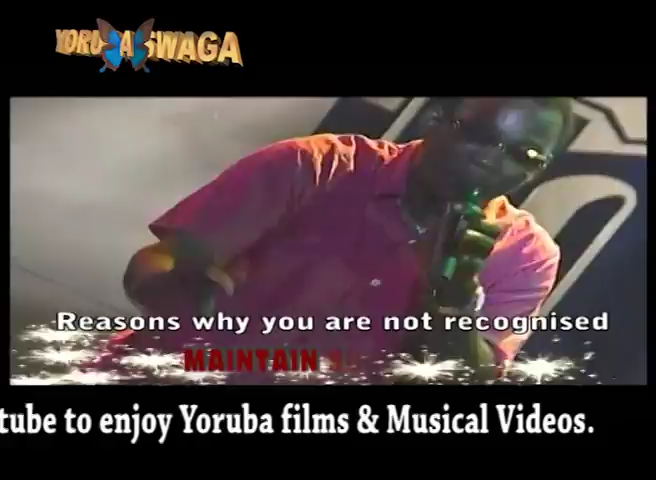 YORUBA SWAGA
Reasons why you are not recognised
MAINTAIN
tube to enjoy Yoruba films & Musical Videos.